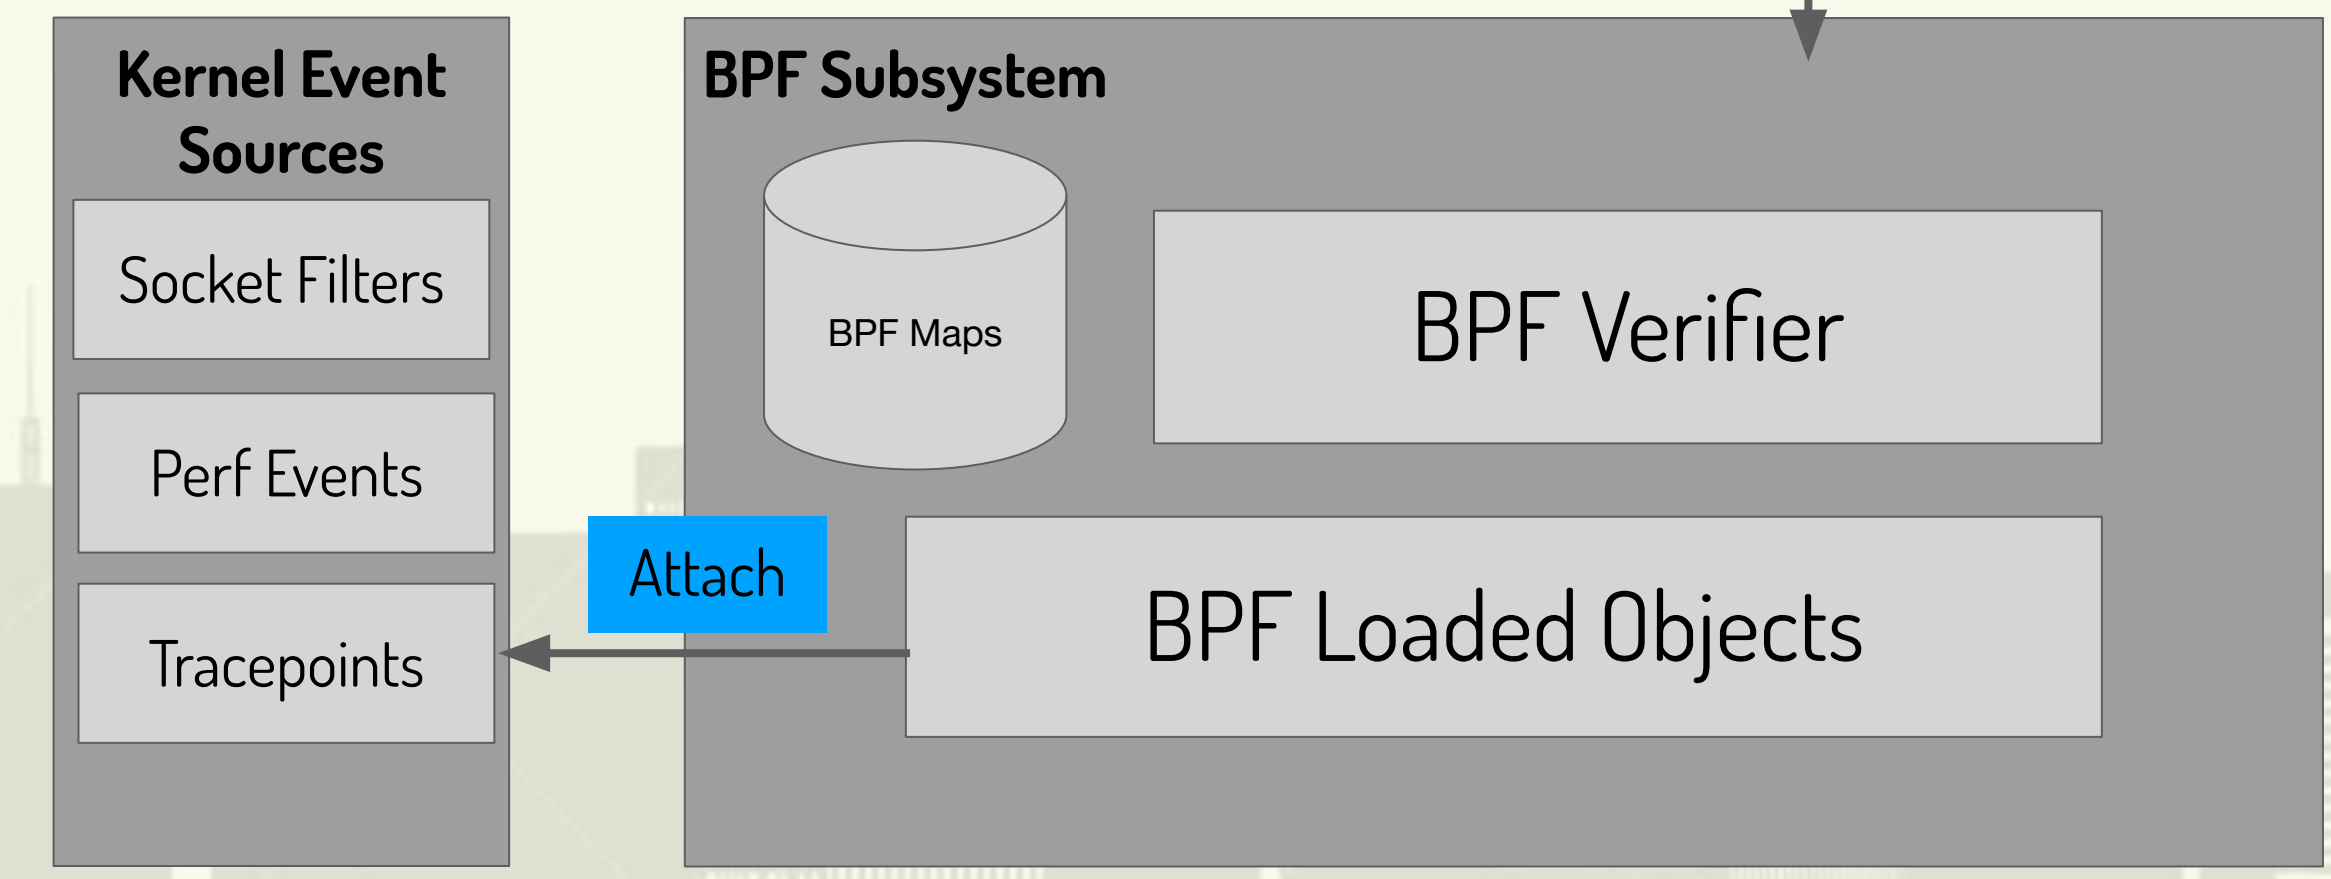 Kernel Event
Sources
Socket Filters
Perf Events
Tracepoints
Attach
BPF Subsystem
BPF Maps
BPF Verifier
BPF Loaded Objects